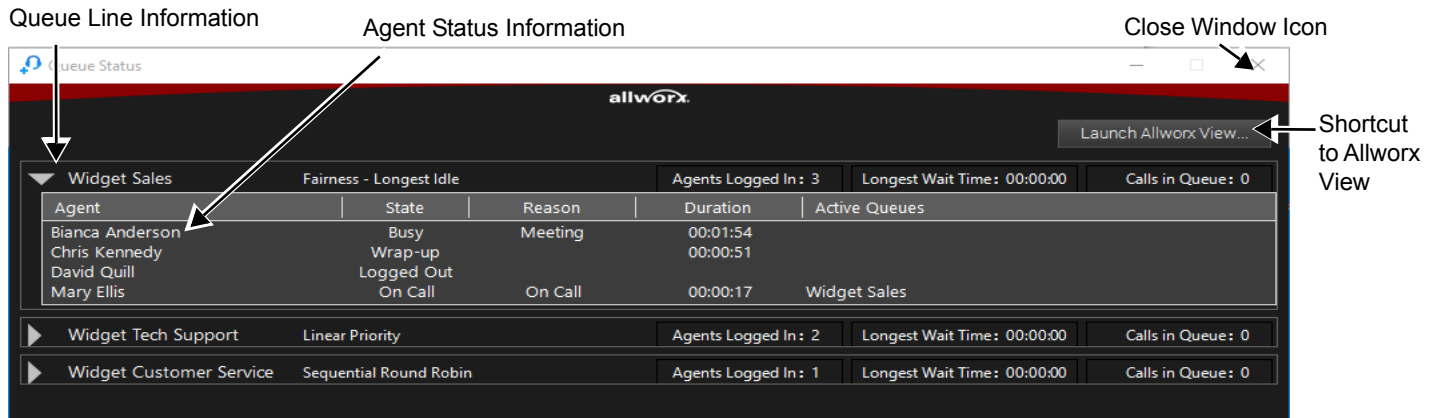 Queue Line Information
Agent Status Information
Close Window Icon
Queue Status
allworx.
Launch Allworx View...
Shortcut
to Allworx
View
Widget Sales Fairness - Longest Idle Agents Logged In: 3 Longest Wait Time: 00:00:00 Calls in Queue: 0
Agent State Reason Duration Active Queues
Bianca Anderson Busy Meeting 00:01:54
Chris Kennedy Wrap-up 00:00:51
David Quill Logged Out
Mary Ellis On Call On Call 00:00:17 Widget Sales
Widget Tech Support Linear Priority Agents Logged In: 2 Longest Wait Time: 00:00:00 Calls in Queue: 0
Widget Customer Service Sequential Round Robin Agents Logged In: 1 Longest Wait Time: 00:00:00 Calls in Queue: 0